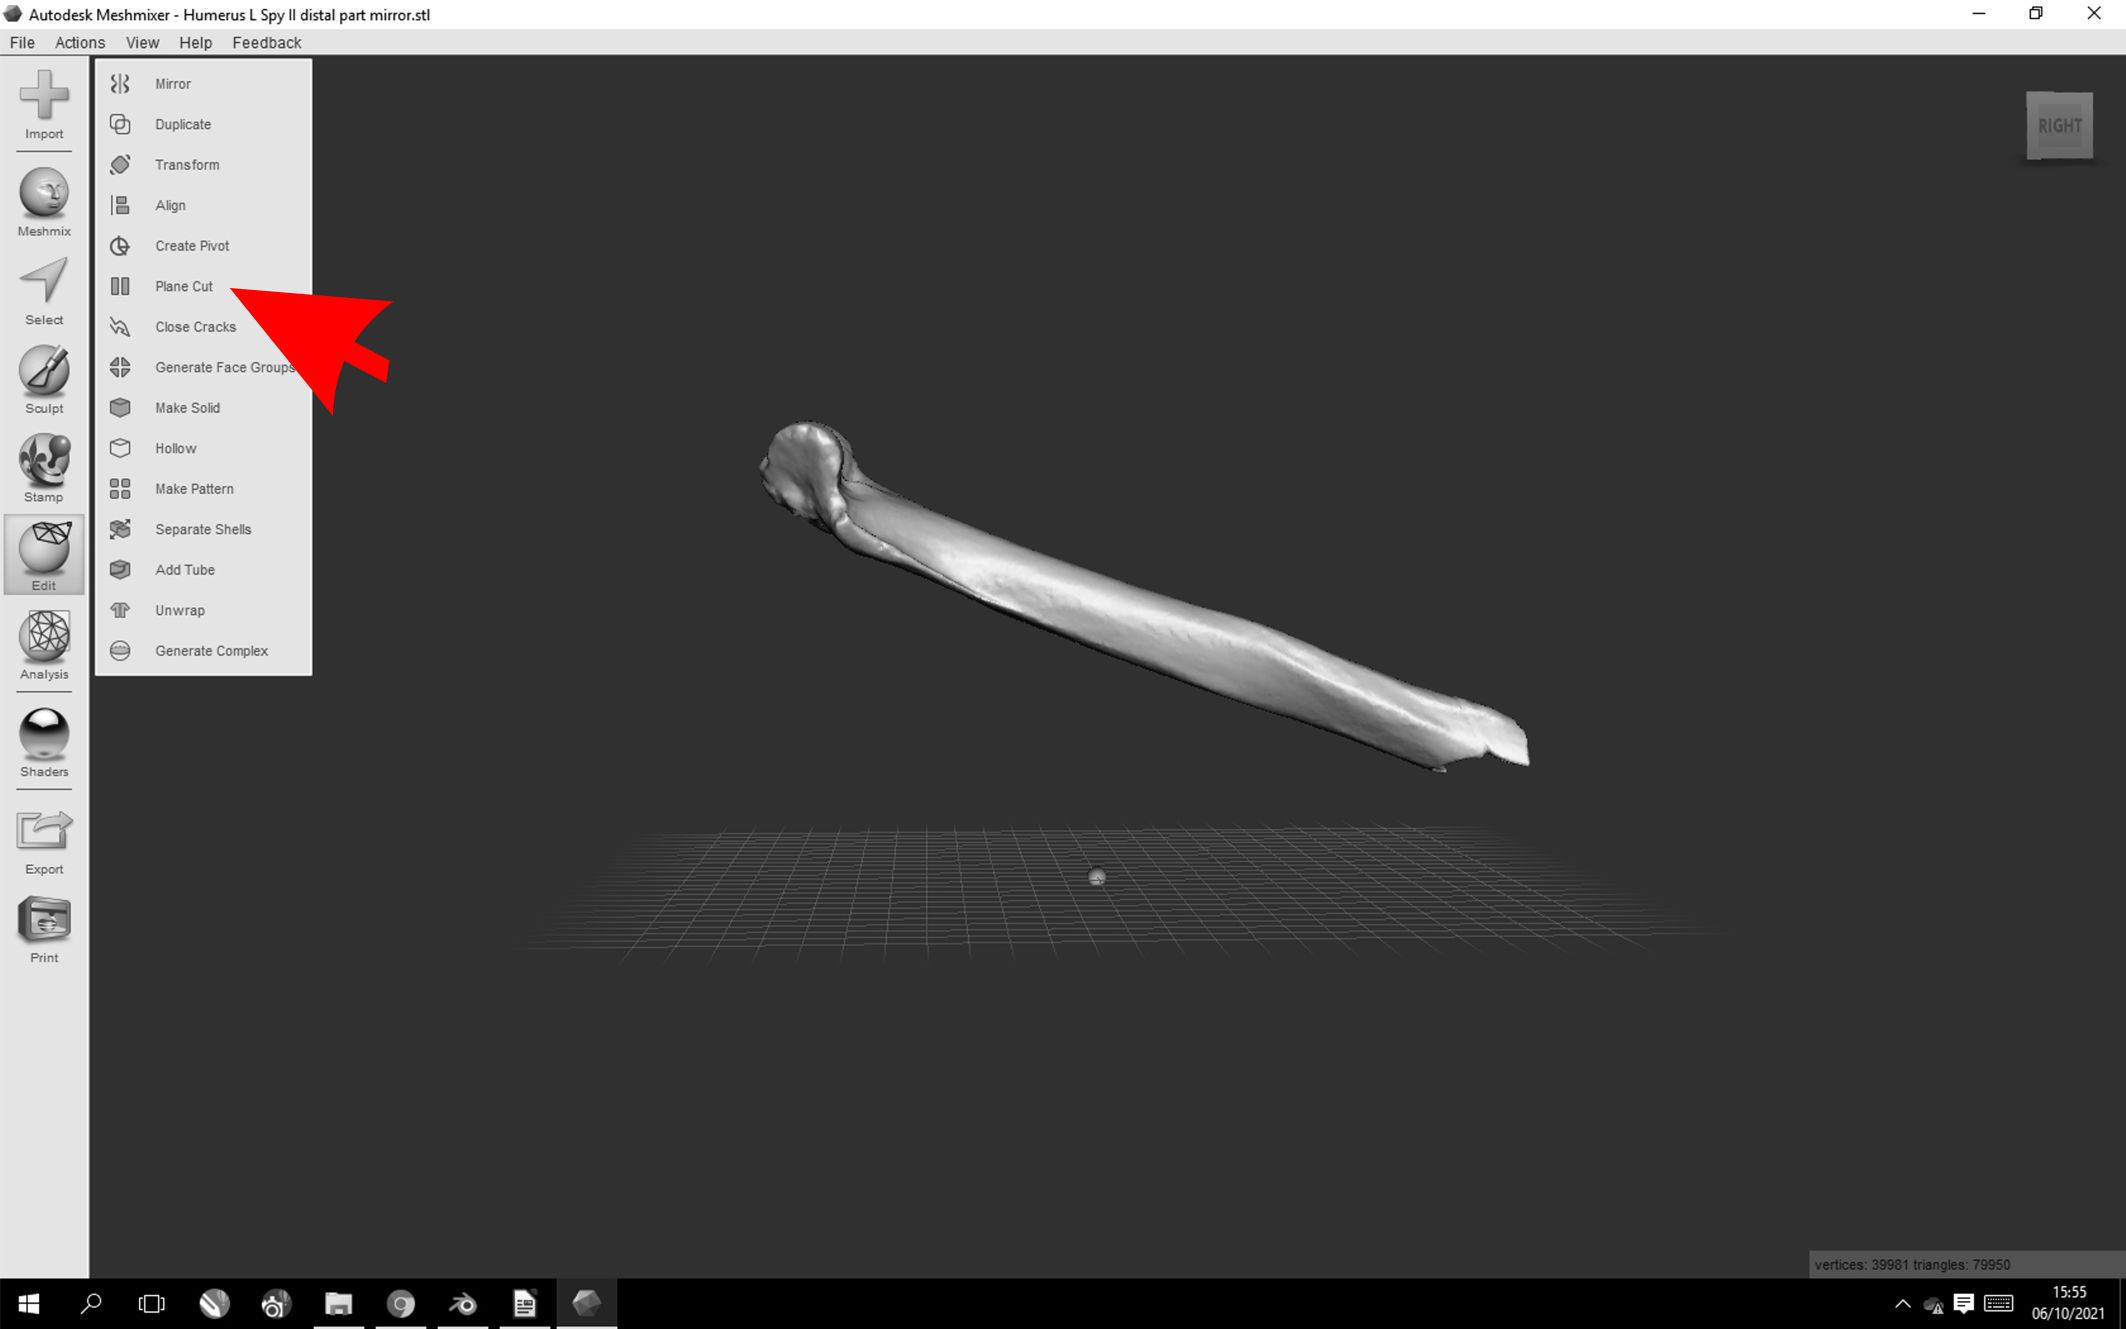 Autodesk Meshmixer - Humerus L Spy II distal part mirror.stl
File Actions View Help Feedback
Import
Meshmix
Select
Sculpt
Stamp
Edit
Analysis
Shaders
Export
Print
Mirror
Duplicate
Transform
Align
Create Pivot
Plane Cut
Close Cracks
Generate Face Groups
Make Solid
Hollow
Make Pattern
Separate Shells
Add Tube
Unwrap
Generate Complex
RIGHT
vertices: 39981 triangles: 79950
15:55
06/10/2021